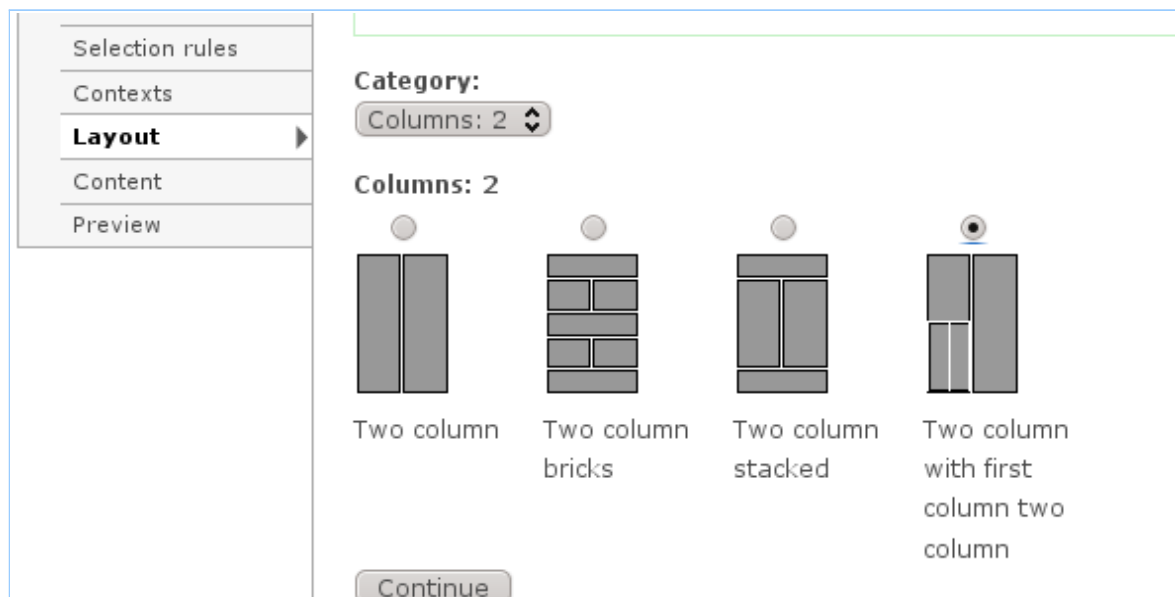 Selection rules
Contexts
Layout
Content
Preview
Category:
Columns: 2
Columns: 2
Two column
Two column
bricks
Two column
stacked
Two column
with first
column two
column
Continue